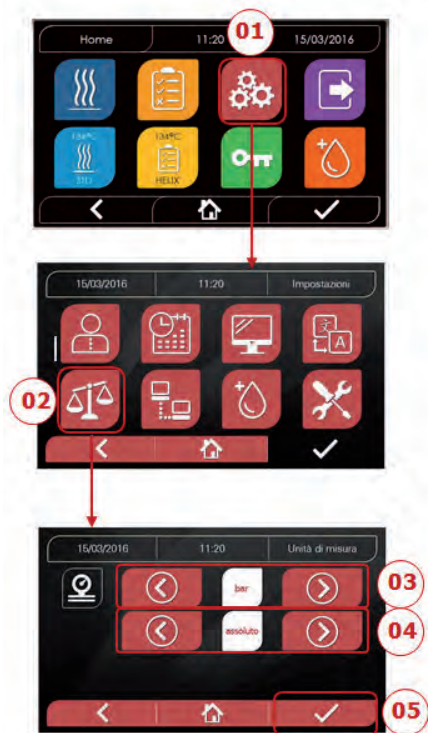 Home 11:20 01 15/03/2016
134°C 134°C
STD HELIX
15/03/2016 11:20 Impostazioni
文 A
02
15/03/2016 11:20 Unità di misura
bar 03
assoluto 04
05